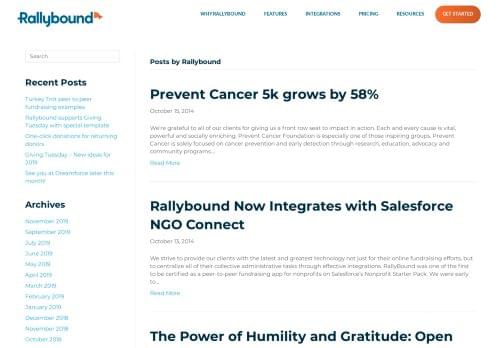 Rallybound
WHY RALLYBOUND
FEATURES
INTEGRATIONS
PRICING
RESOURCES
GET STARTED
Search
Recent Posts
Turkey Trot peer to peer
fundraising examples
Rallybound supports Giving
Tuesday with special template
One-click donations for returning
donors
Giving Tuesday – New ideas for
2019
See you at Dreamforce later this
month!
Archives
November 2019
September 2019
July 2019
June 2019
May 2019
April 2019
March 2019
February 2019
January 2019
December 2018
November 2018
October 2018
Posts by Rallybound
Prevent Cancer 5k grows by 58%
October 15, 2014
We're grateful to all of our clients for giving us a front row seat to impact in action. Each and every cause is vital,
powerful and socially enriching. Prevent Cancer Foundation is especially one of those inspiring groups. Prevent
Cancer is solely focused on cancer prevention and early detection through research, education, advocacy and
community programs...
Read More
Rallybound Now Integrates with Salesforce
NGO Connect
October 13, 2014
We strive to provide our clients with the latest and greatest technology not just for their online fundraising efforts, but
to centralize all of their collective administrative tasks through effective integrations. RallyBound was one of the first
to be certified as a peer-to-peer fundraising app for nonprofits on Salesforce's Nonprofit Starter Pack. We were early
to...
Read More
The Power of Humility and Gratitude: Open